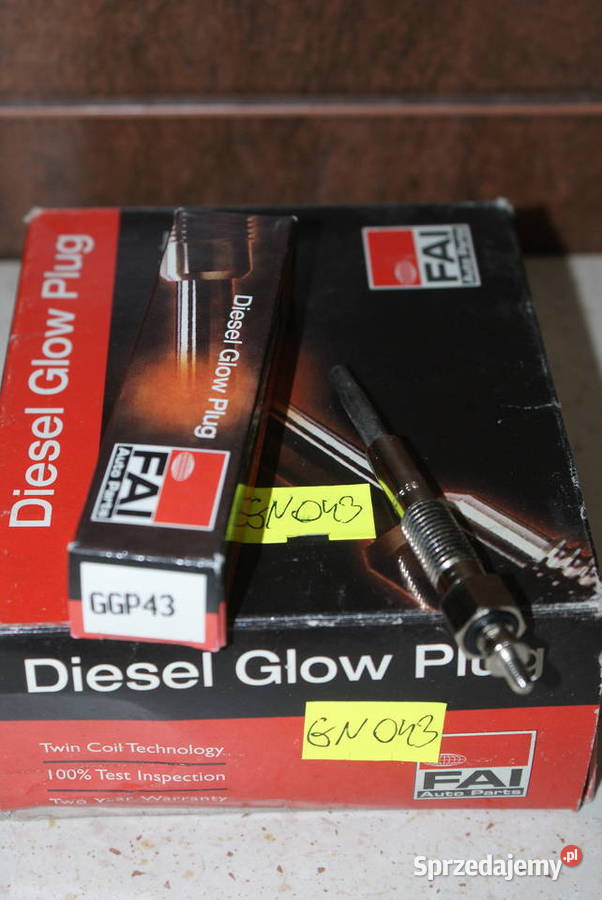 Diesel Glow Plug
FAI
Auto Parts
Diesel Glow Plug
FAI
Auto Parts
GN043
GGP43
Diesel Glow Plug
GN043
Twin Coil Technology
100% Test Inspection
Two Year Warranty
FAI
Auto Parts
Sprzedajemy.pl